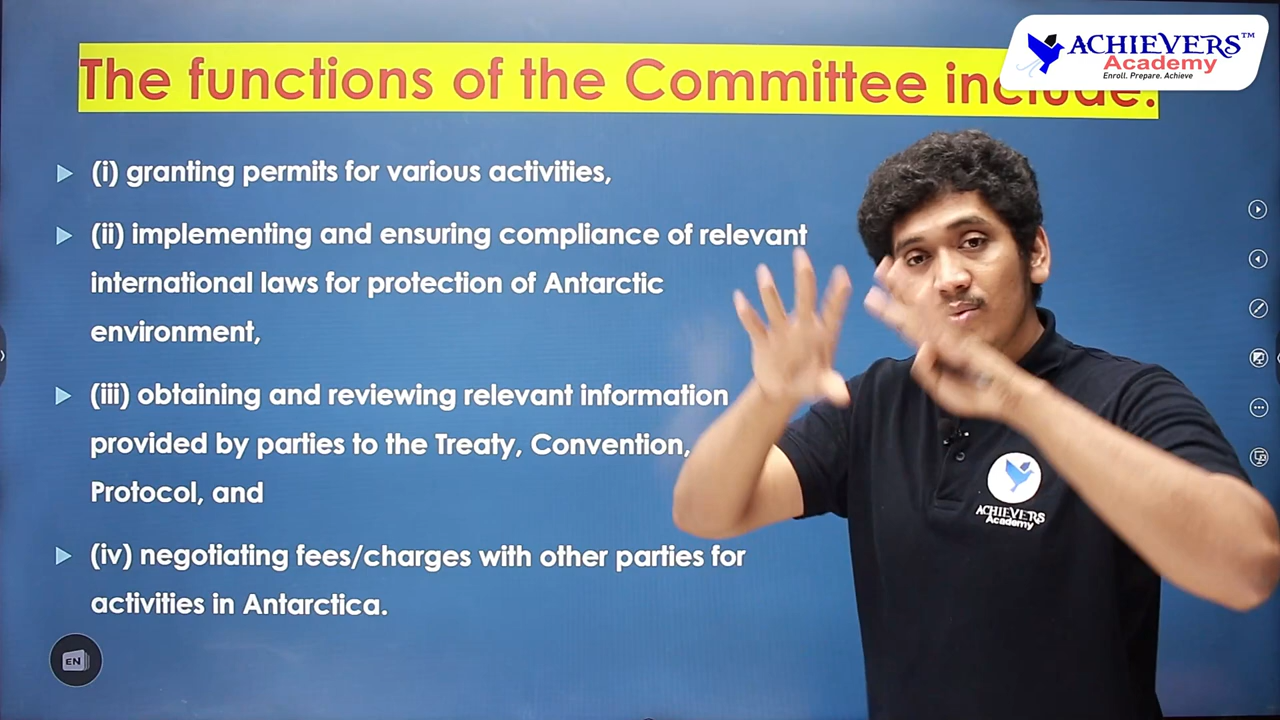 ACHIEVERS™
Academy
Enroll. Prepare. Achieve
The functions of the Committee include:
(i) granting permits for various activities,
(ii) implementing and ensuring compliance of relevant
international laws for protection of Antarctic
environment,
(iii) obtaining and reviewing relevant information
provided by parties to the Treaty, Convention,
Protocol, and
(iv) negotiating fees/charges with other parties for
activities in Antarctica.
ACHIEVERS
Academy
EN